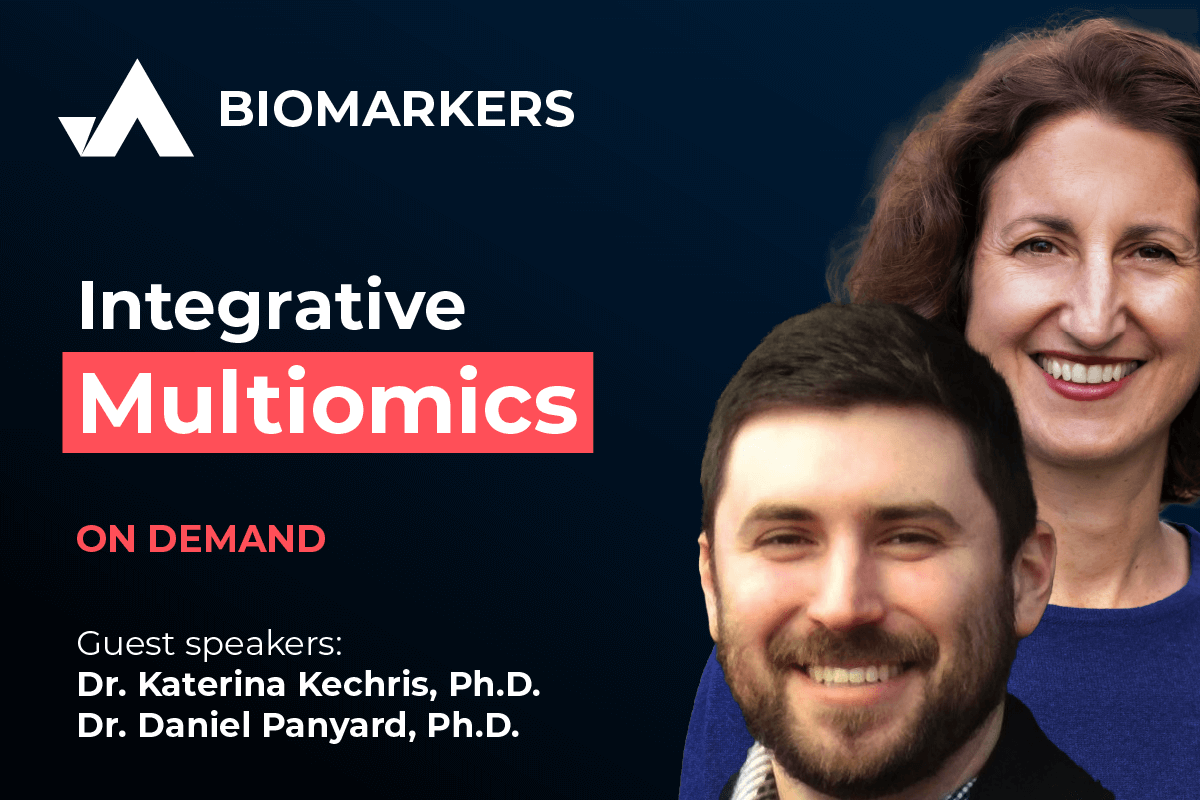 BIOMARKERS
Integrative
Multiomics
ON DEMAND
Guest speakers:
Dr. Katerina Kechris, Ph.D.
Dr. Daniel Panyard, Ph.D.